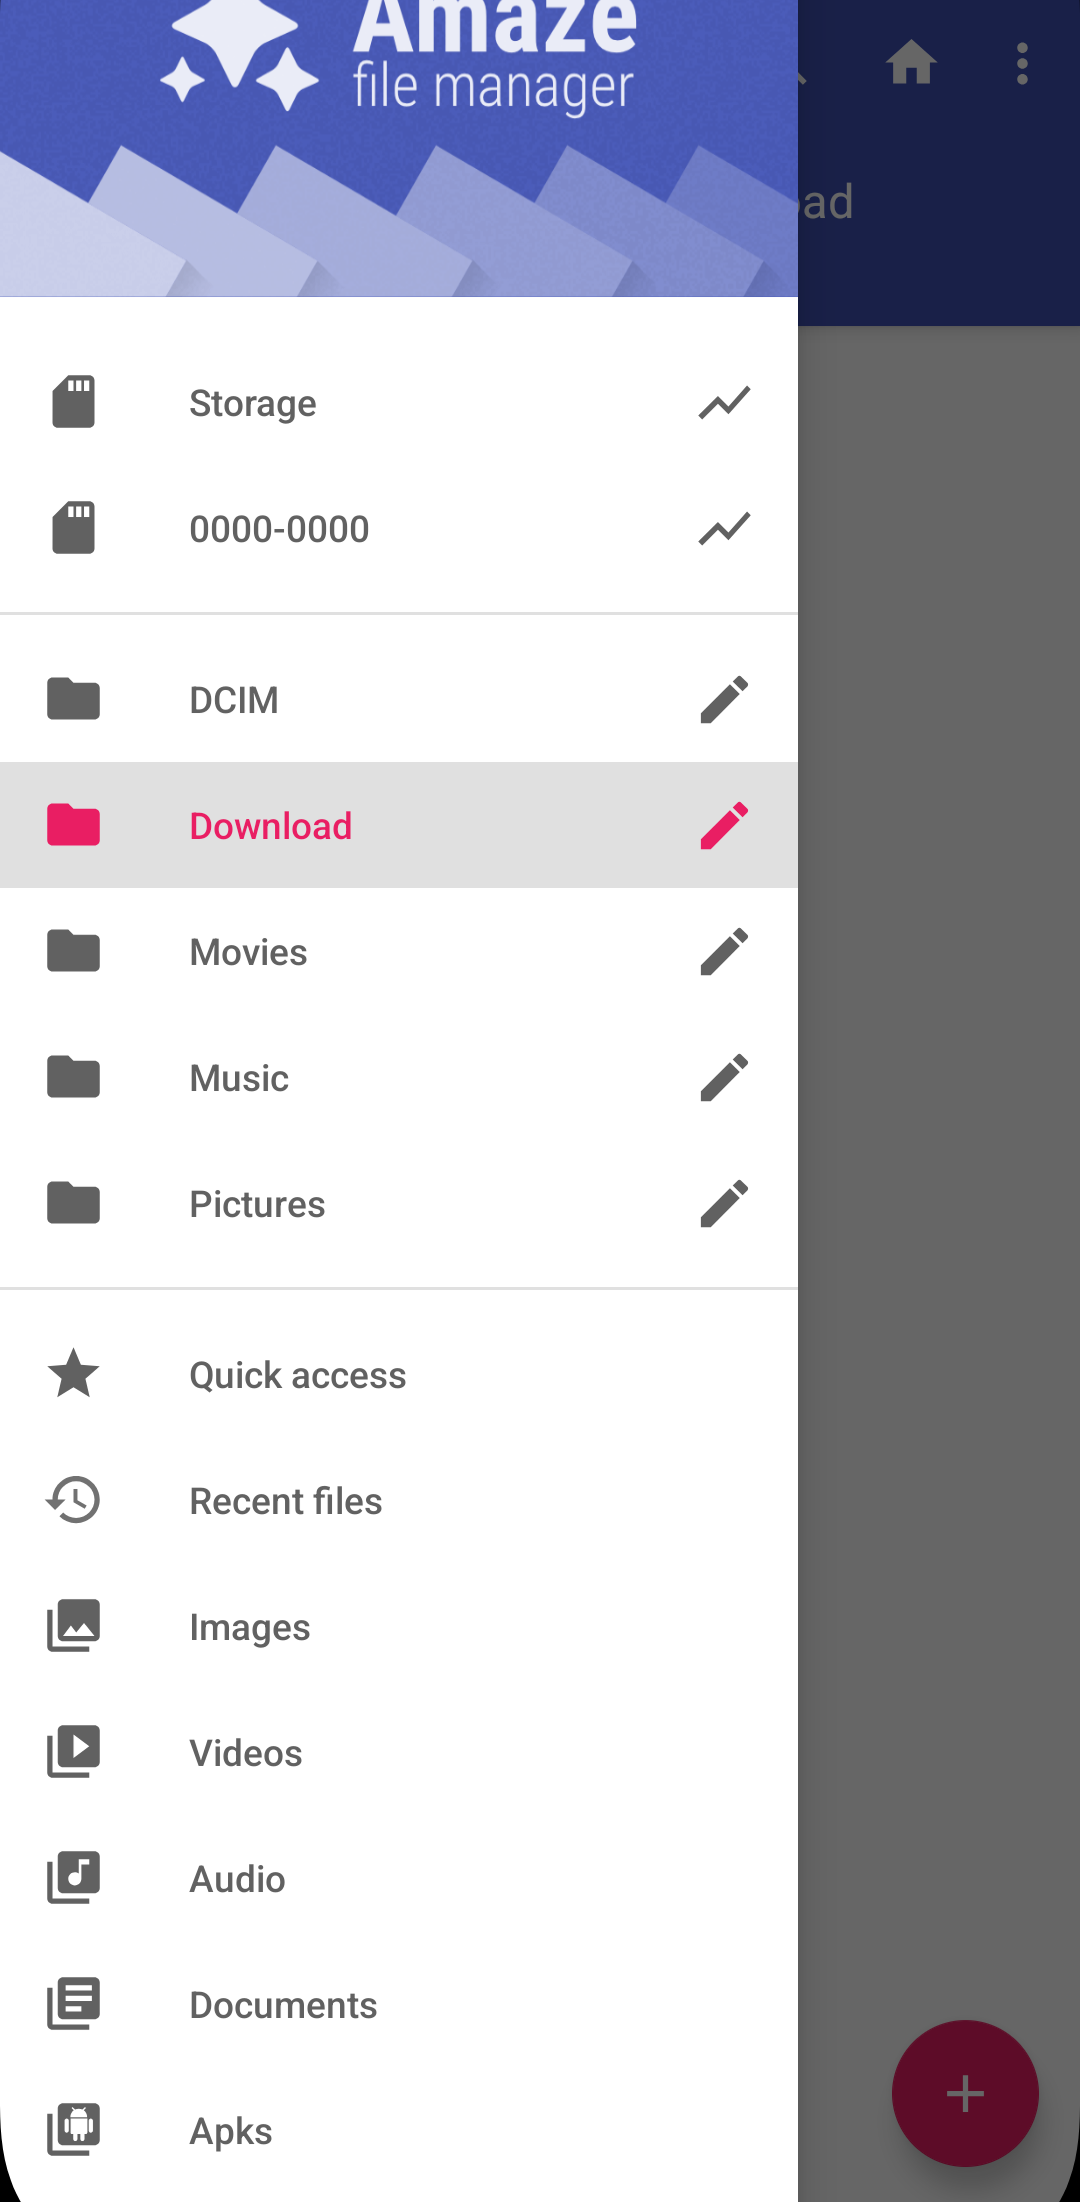 Amaze
file manager
oad
Storage
0000-0000
DCIM
Download
Movies
Music
Pictures
Quick access
Recent files
Images
Videos
Audio
Documents
Apks